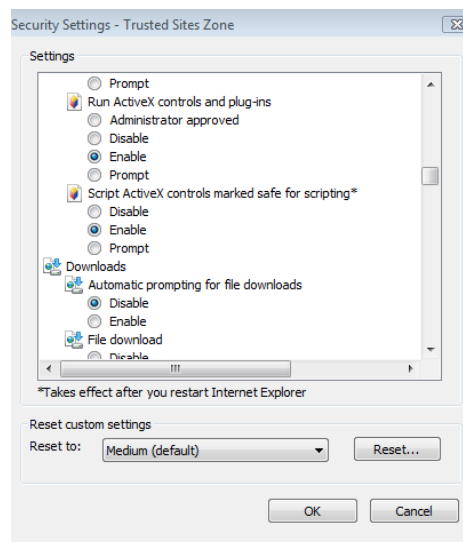 Security Settings - Trusted Sites Zone
Settings
Prompt
Run ActiveX controls and plug-ins
Administrator approved
Disable
Enable
Prompt
Script ActiveX controls marked safe for scripting*
Disable
Enable
Prompt
Downloads
Automatic prompting for file downloads
Disable
Enable
File download
Disable
*Takes effect after you restart Internet Explorer
Reset custom settings
Reset to: Medium (default) Reset...
OK Cancel